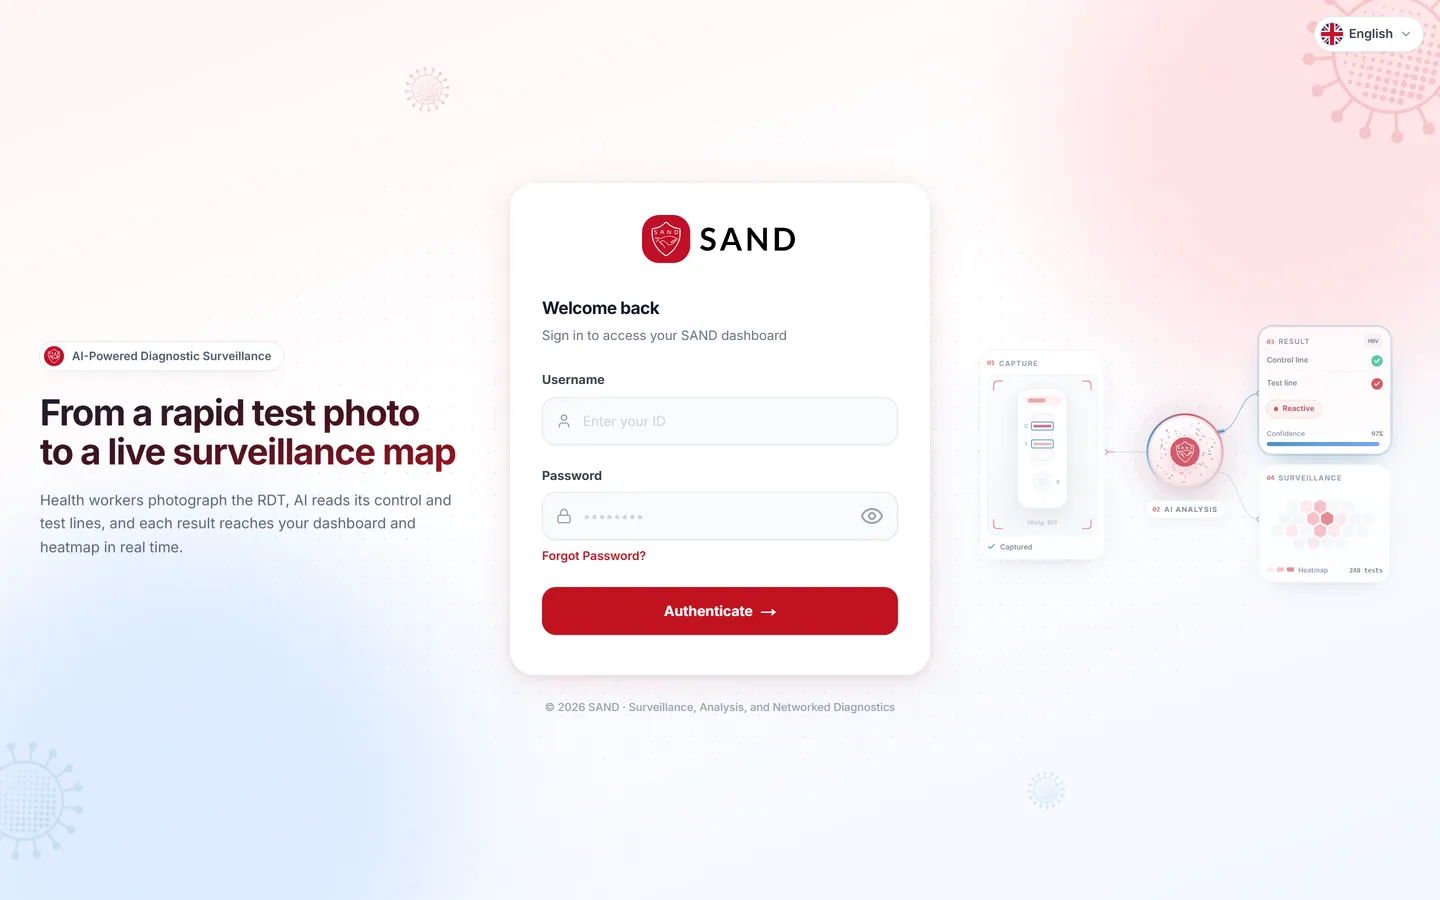 English
SAND
SAND
Welcome back
Sign in to access your SAND dashboard
Username
Enter your ID
Password
Forgot Password?
Authenticate →
© 2026 SAND · Surveillance, Analysis, and Networked Diagnostics
AI-Powered Diagnostic Surveillance
From a rapid test photo
to a live surveillance map
Health workers photograph the RDT, AI reads its control and
test lines, and each result reaches your dashboard and
heatmap in real time.
01 CAPTURE
C
T
S
Captured
02 AI ANALYSIS
03 RESULT
HBV
Control line
Test line
Reactive
Confidence
97%
04 SURVEILLANCE
Heatmap
248 tests